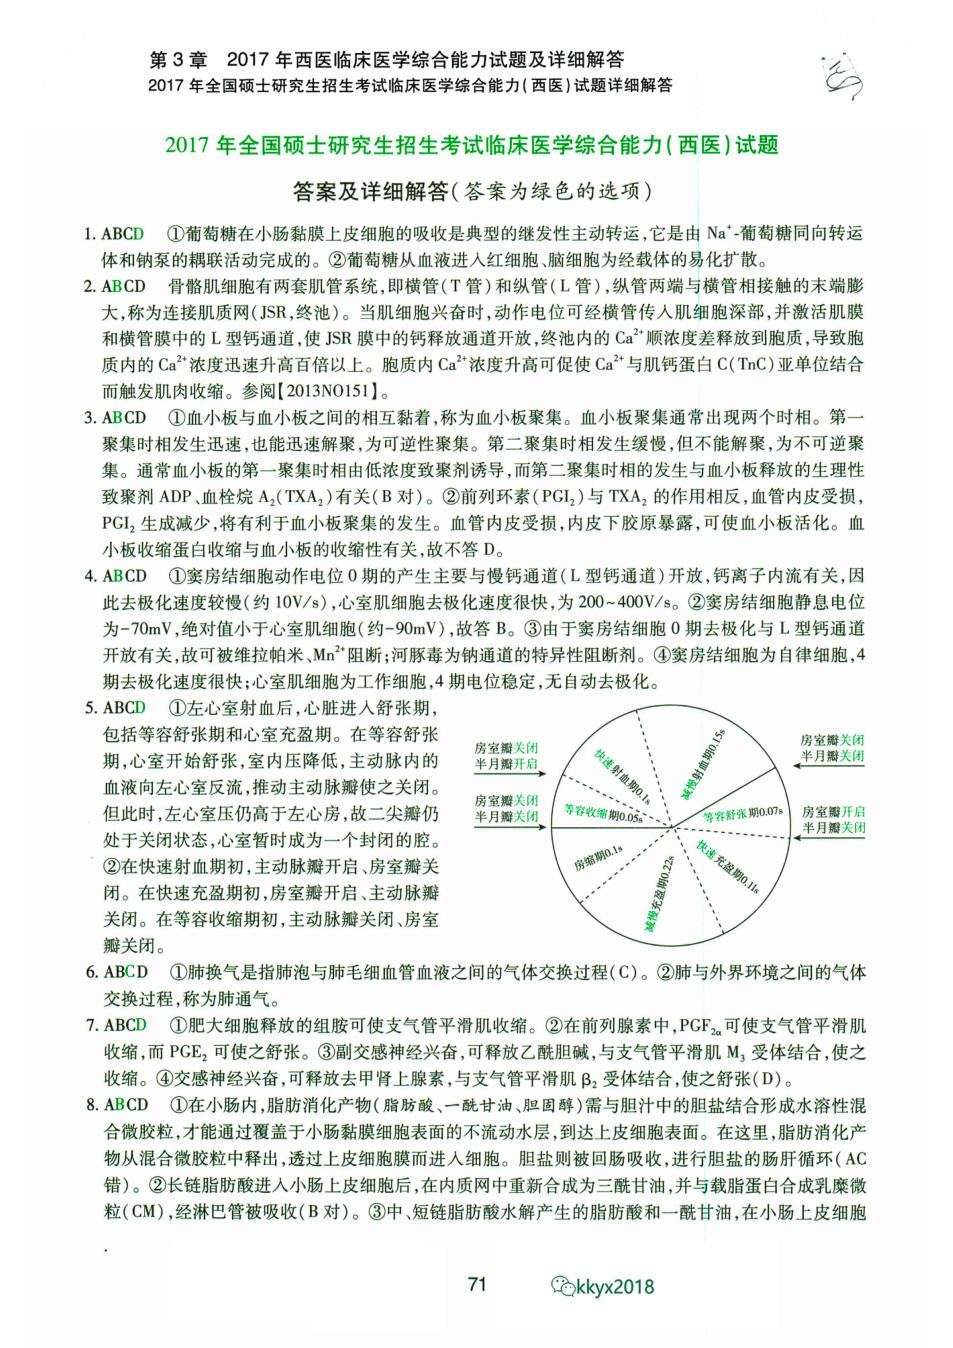 第3章 2017年西医临床医学综合能力试题及详细解答
2017年全国硕士研究生招生考试临床医学综合能力(西医)试题详细解答
2017年全国硕士研究生招生考试临床医学综合能力(西医)试题
答案及详细解答(答案为绿色的选项)
1. ABCD ①葡萄糖在小肠黏膜上皮细胞的吸收是典型的继发性主动转运,它是由 Na⁺-葡萄糖同向转运
体和钠泵的耦联活动完成的。②葡萄糖从血液进入红细胞、脑细胞为经载体的易化扩散。
2. ABCD 骨骼肌细胞有两套肌管系统,即横管(T管)和纵管(L管),纵管两端与横管相接触的末端膨
大,称为连接肌质网(JSR,终池)。当肌细胞兴奋时,动作电位可经横管传入肌细胞深部,并激活肌膜
和横管膜中的 L 型钙通道,使 JSR 膜中的钙释放通道开放,终池内的 Ca²⁺顺浓度差释放到胞质,导致胞
质内的 Ca²⁺浓度迅速升高百倍以上。胞质内 Ca²⁺浓度升高可促使 Ca²⁺与肌钙蛋白 C(TnC)亚单位结合
而触发肌肉收缩。参阅【2013NO151】。
3. ABCD ①血小板与血小板之间的相互黏着,称为血小板聚集。血小板聚集通常出现两个时相。第一
聚集时相发生迅速,也能迅速解聚,为可逆性聚集。第二聚集时相发生缓慢,但不能解聚,为不可逆聚
集。通常血小板的第一聚集时相由低浓度致聚剂诱导,而第二聚集时相的发生与血小板释放的生理性
致聚剂 ADP、血栓烷 A₂(TXA₂)有关(B对)。②前列环素(PGI₂)与 TXA₂ 的作用相反,血管内皮受损,
PGI₂ 生成减少,将有利于血小板聚集的发生。血管内皮受损,内皮下胶原暴露,可使血小板活化。血
小板收缩蛋白收缩与血小板的收缩性有关,故不答 D。
4. ABCD ①窦房结细胞动作电位0期的产生主要与慢钙通道(L型钙通道)开放,钙离子内流有关,因
此去极化速度较慢(约 10V/s),心室肌细胞去极化速度很快,为 200~400V/s。②窦房结细胞静息电位
为-70mV,绝对值小于心室肌细胞(约-90mV),故答 B。③由于窦房结细胞0期去极化与 L 型钙通道
开放有关,故可被维拉帕米、Mn²⁺阻断;河豚毒为钠通道的特异性阻断剂。④窦房结细胞为自律细胞,4
期去极化速度很快;心室肌细胞为工作细胞,4期电位稳定,无自动去极化。
5. ABCD ①左心室射血后,心脏进入舒张期,
包括等容舒张期和心室充盈期。在等容舒张
期,心室开始舒张,室内压降低,主动脉内的
血液向左心室反流,推动主动脉瓣使之关闭。
但此时,左心室压仍高于左心房,故二尖瓣仍
处于关闭状态,心室暂时成为一个封闭的腔。
②在快速射血期初,主动脉瓣开启、房室瓣关
闭。在快速充盈期初,房室瓣开启、主动脉瓣
关闭。在等容收缩期初,主动脉瓣关闭、房室
瓣关闭。
房室瓣关闭
半月瓣开启
房室瓣关闭
半月瓣关闭
快速射血期0.1s
减慢射血期0.15s
等容收缩期0.05s
等容舒张期0.07s
房缩期0.1s
减慢充盈期0.22s
快速充盈期0.11s
房室瓣关闭
半月瓣关闭
房室瓣开启
半月瓣关闭
6. ABCD ①肺换气是指肺泡与肺毛细血管血液之间的气体交换过程(C)。②肺与外界环境之间的气体
交换过程,称为肺通气。
7. ABCD ①肥大细胞释放的组胺可使支气管平滑肌收缩。②在前列腺素中,PGF₂α可使支气管平滑肌
收缩,而 PGE₂ 可使之舒张。③副交感神经兴奋,可释放乙酰胆碱,与支气管平滑肌 M₃ 受体结合,使之
收缩。④交感神经兴奋,可释放去甲肾上腺素,与支气管平滑肌 β₂ 受体结合,使之舒张(D)。
8. ABCD ①在小肠内,脂肪消化产物(脂肪酸、一酰甘油、胆固醇)需与胆汁中的胆盐结合形成水溶性混
合微胶粒,才能通过覆盖于小肠黏膜细胞表面的不流动水层,到达上皮细胞表面。在这里,脂肪消化产
物从混合微胶粒中释出,透过上皮细胞膜而进入细胞。胆盐则被回肠吸收,进行胆盐的肠肝循环(AC
错)。②长链脂肪酸进入小肠上皮细胞后,在内质网中重新合成为三酰甘油,并与载脂蛋白合成乳糜微
粒(CM),经淋巴管被吸收(B对)。③中、短链脂肪酸水解产生的脂肪酸和一酰甘油,在小肠上皮细胞
71
kkyx2018